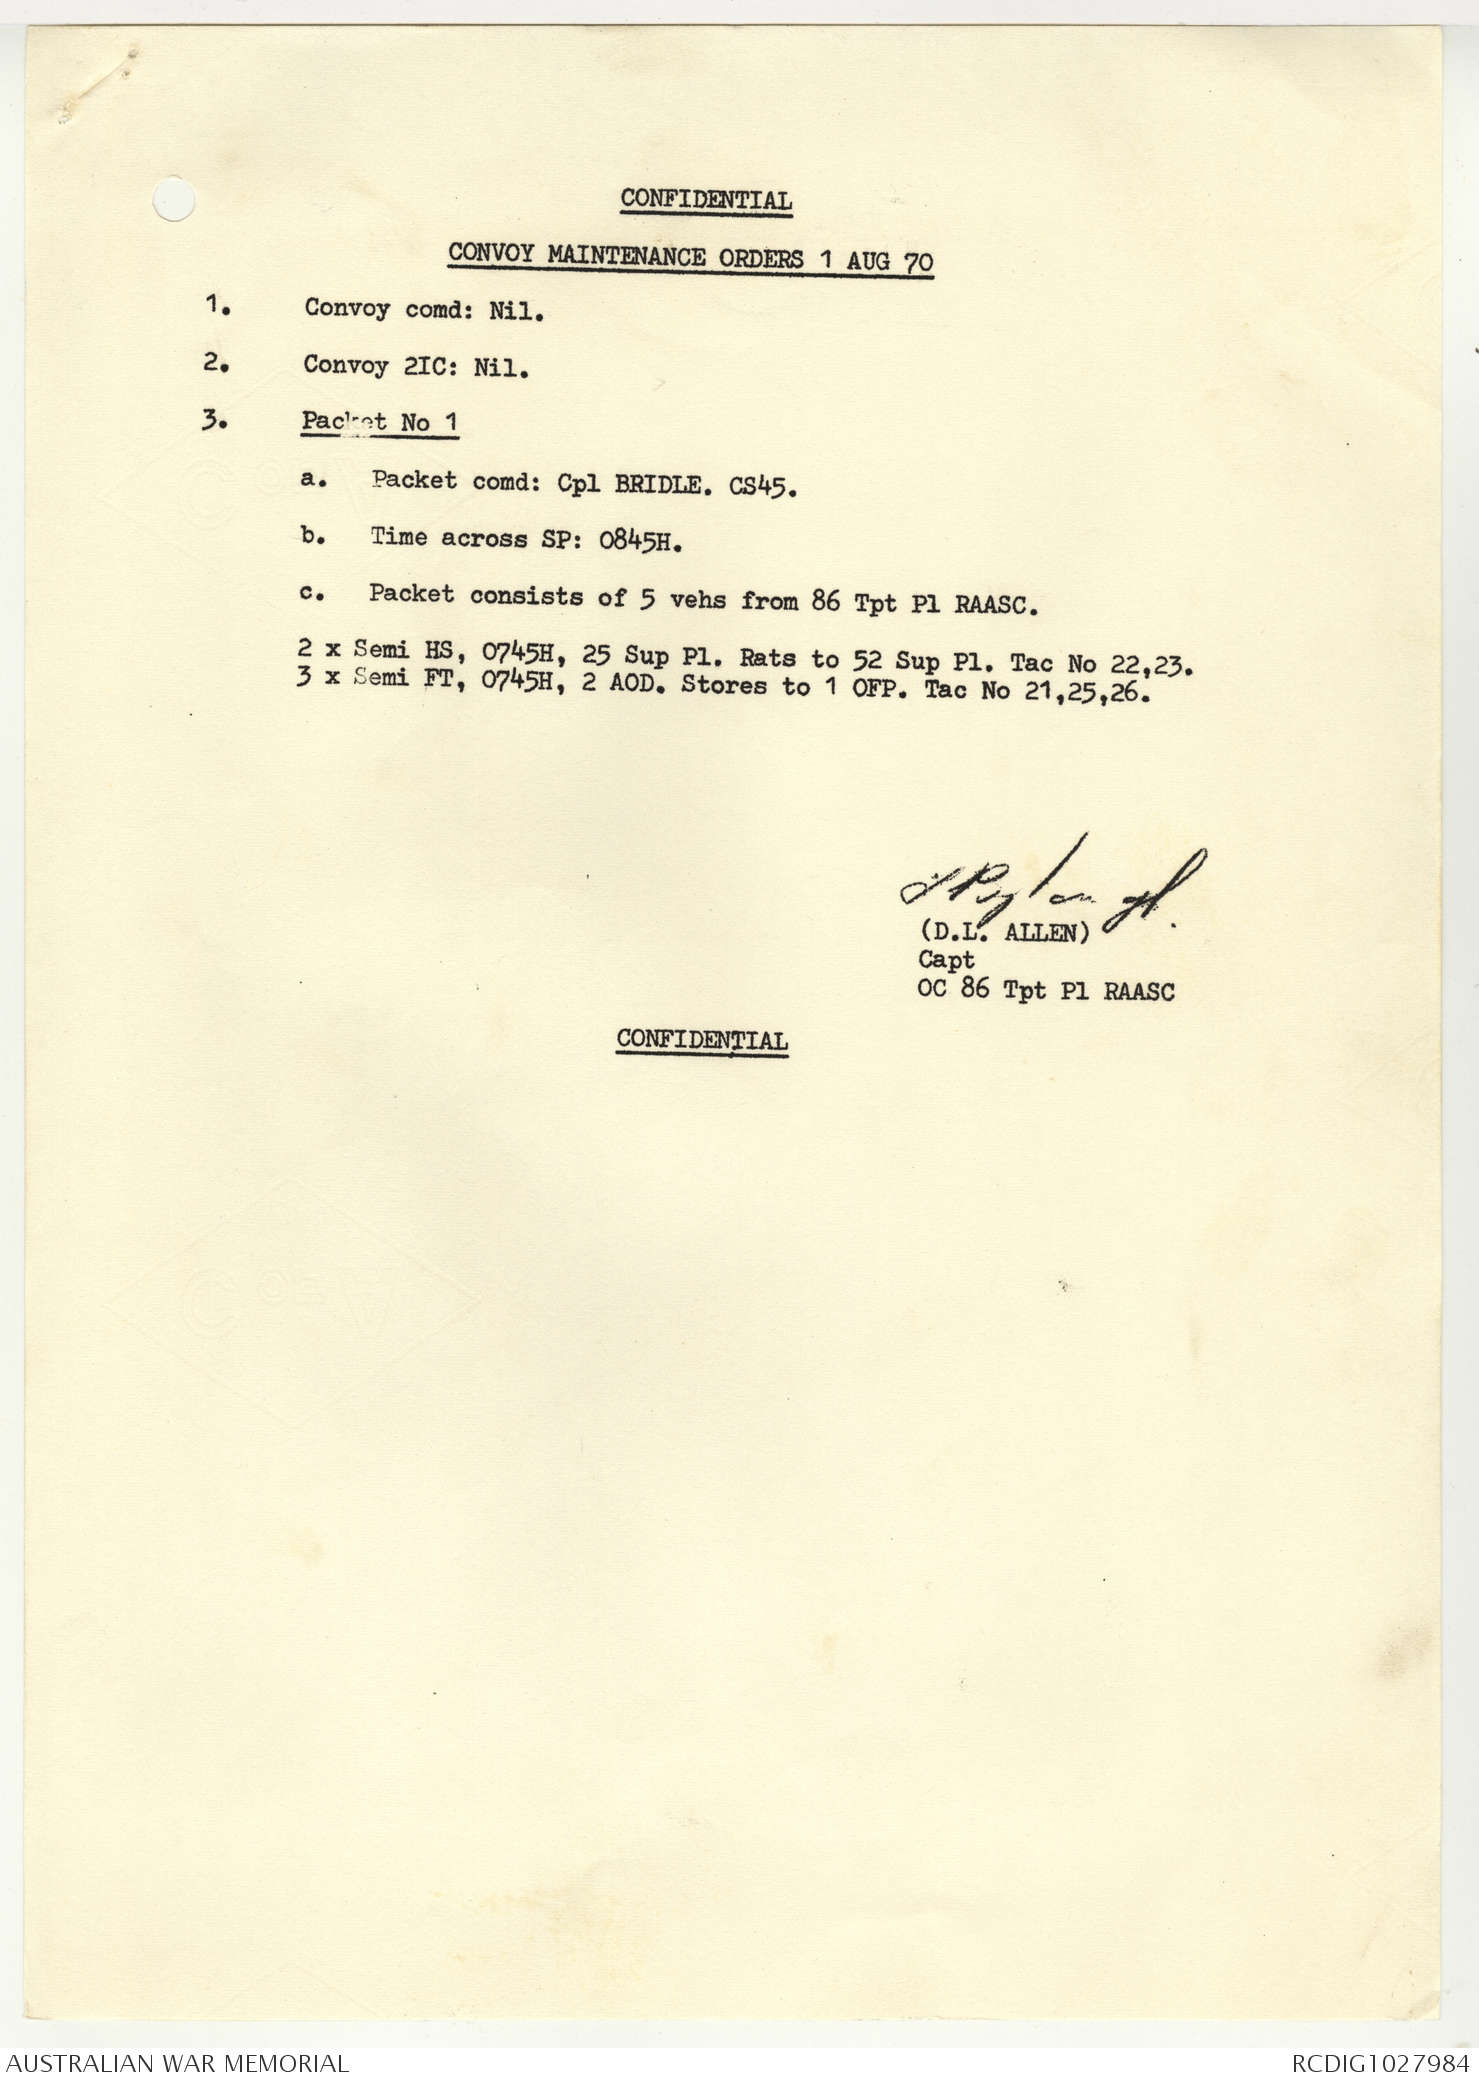 CONFIDENTIAL
CONVOY MAINTENANCE ORDERS 1 AUG 70
1. Convoy comd: Nil.
2. Convoy 2IC: Nil.
3. Packet No 1
a. Packet comd: Cpl BRIDLE. CS45.
b. Time across SP: 0845H.
c. Packet consists of 5 vehs from 86 Tpt Pl RAASC.
2 x Semi HS, 0745H, 25 Sup Pl. Rats to 52 Sup Pl. Tac No 22,23.
3 x Semi FT, 0745H, 2 AOD. Stores to 1 OFP. Tac No 21,25,26.
(D.L. ALLEN)
Capt
OC 86 Tpt Pl RAASC
CONFIDENTIAL
AUSTRALIAN WAR MEMORIAL
RCDIG1027984